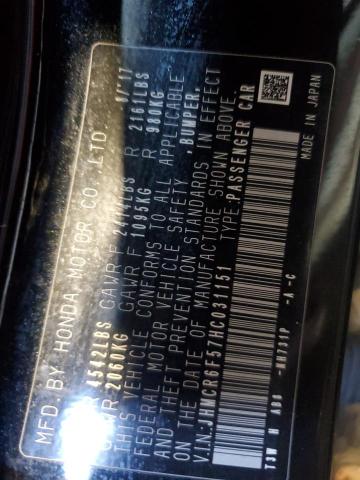 MFD. BY HONDA MOTOR CO., LTD.
GVWR 4542LBS GAWR F 2414LBS R 2161LBS
GVWR 2060KG GAWR F 1095KG R 980KG
THIS VEHICLE CONFORMS TO ALL APPLICABLE
FEDERAL MOTOR VEHICLE SAFETY ,BUMPER,
AND THEFT PREVENTION STANDARDS IN EFFECT
ON THE DATE OF MANUFACTURE SHOWN ABOVE.
V.I.N. JHMCR6F57HC031151 TYPE:PASSENGER CAR
-A -C
MADE IN JAPAN